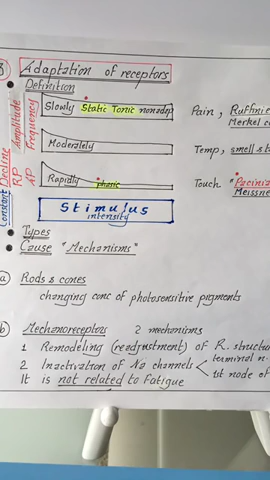 Adaptation of receptors
Definition
Slowly Static Tonic nonadap
Pain, Ruffini
Merkel c
Moderately
Temp, smell
Rapidly phasic
Touch "Pacinia
Meissne
Constant Decline
RP Amplitude
AP Frequency
Stimulus
intensity
Types
Cause "Mechanisms"
a Rods & cones
changing conc of photosensitive pigments
b Mechanoreceptors 2 mechanisms
1 Remodeling (readjustment) of R. structu
2 Inactivation of Na channels terminal n.
1st node of
It is not related to fatigue